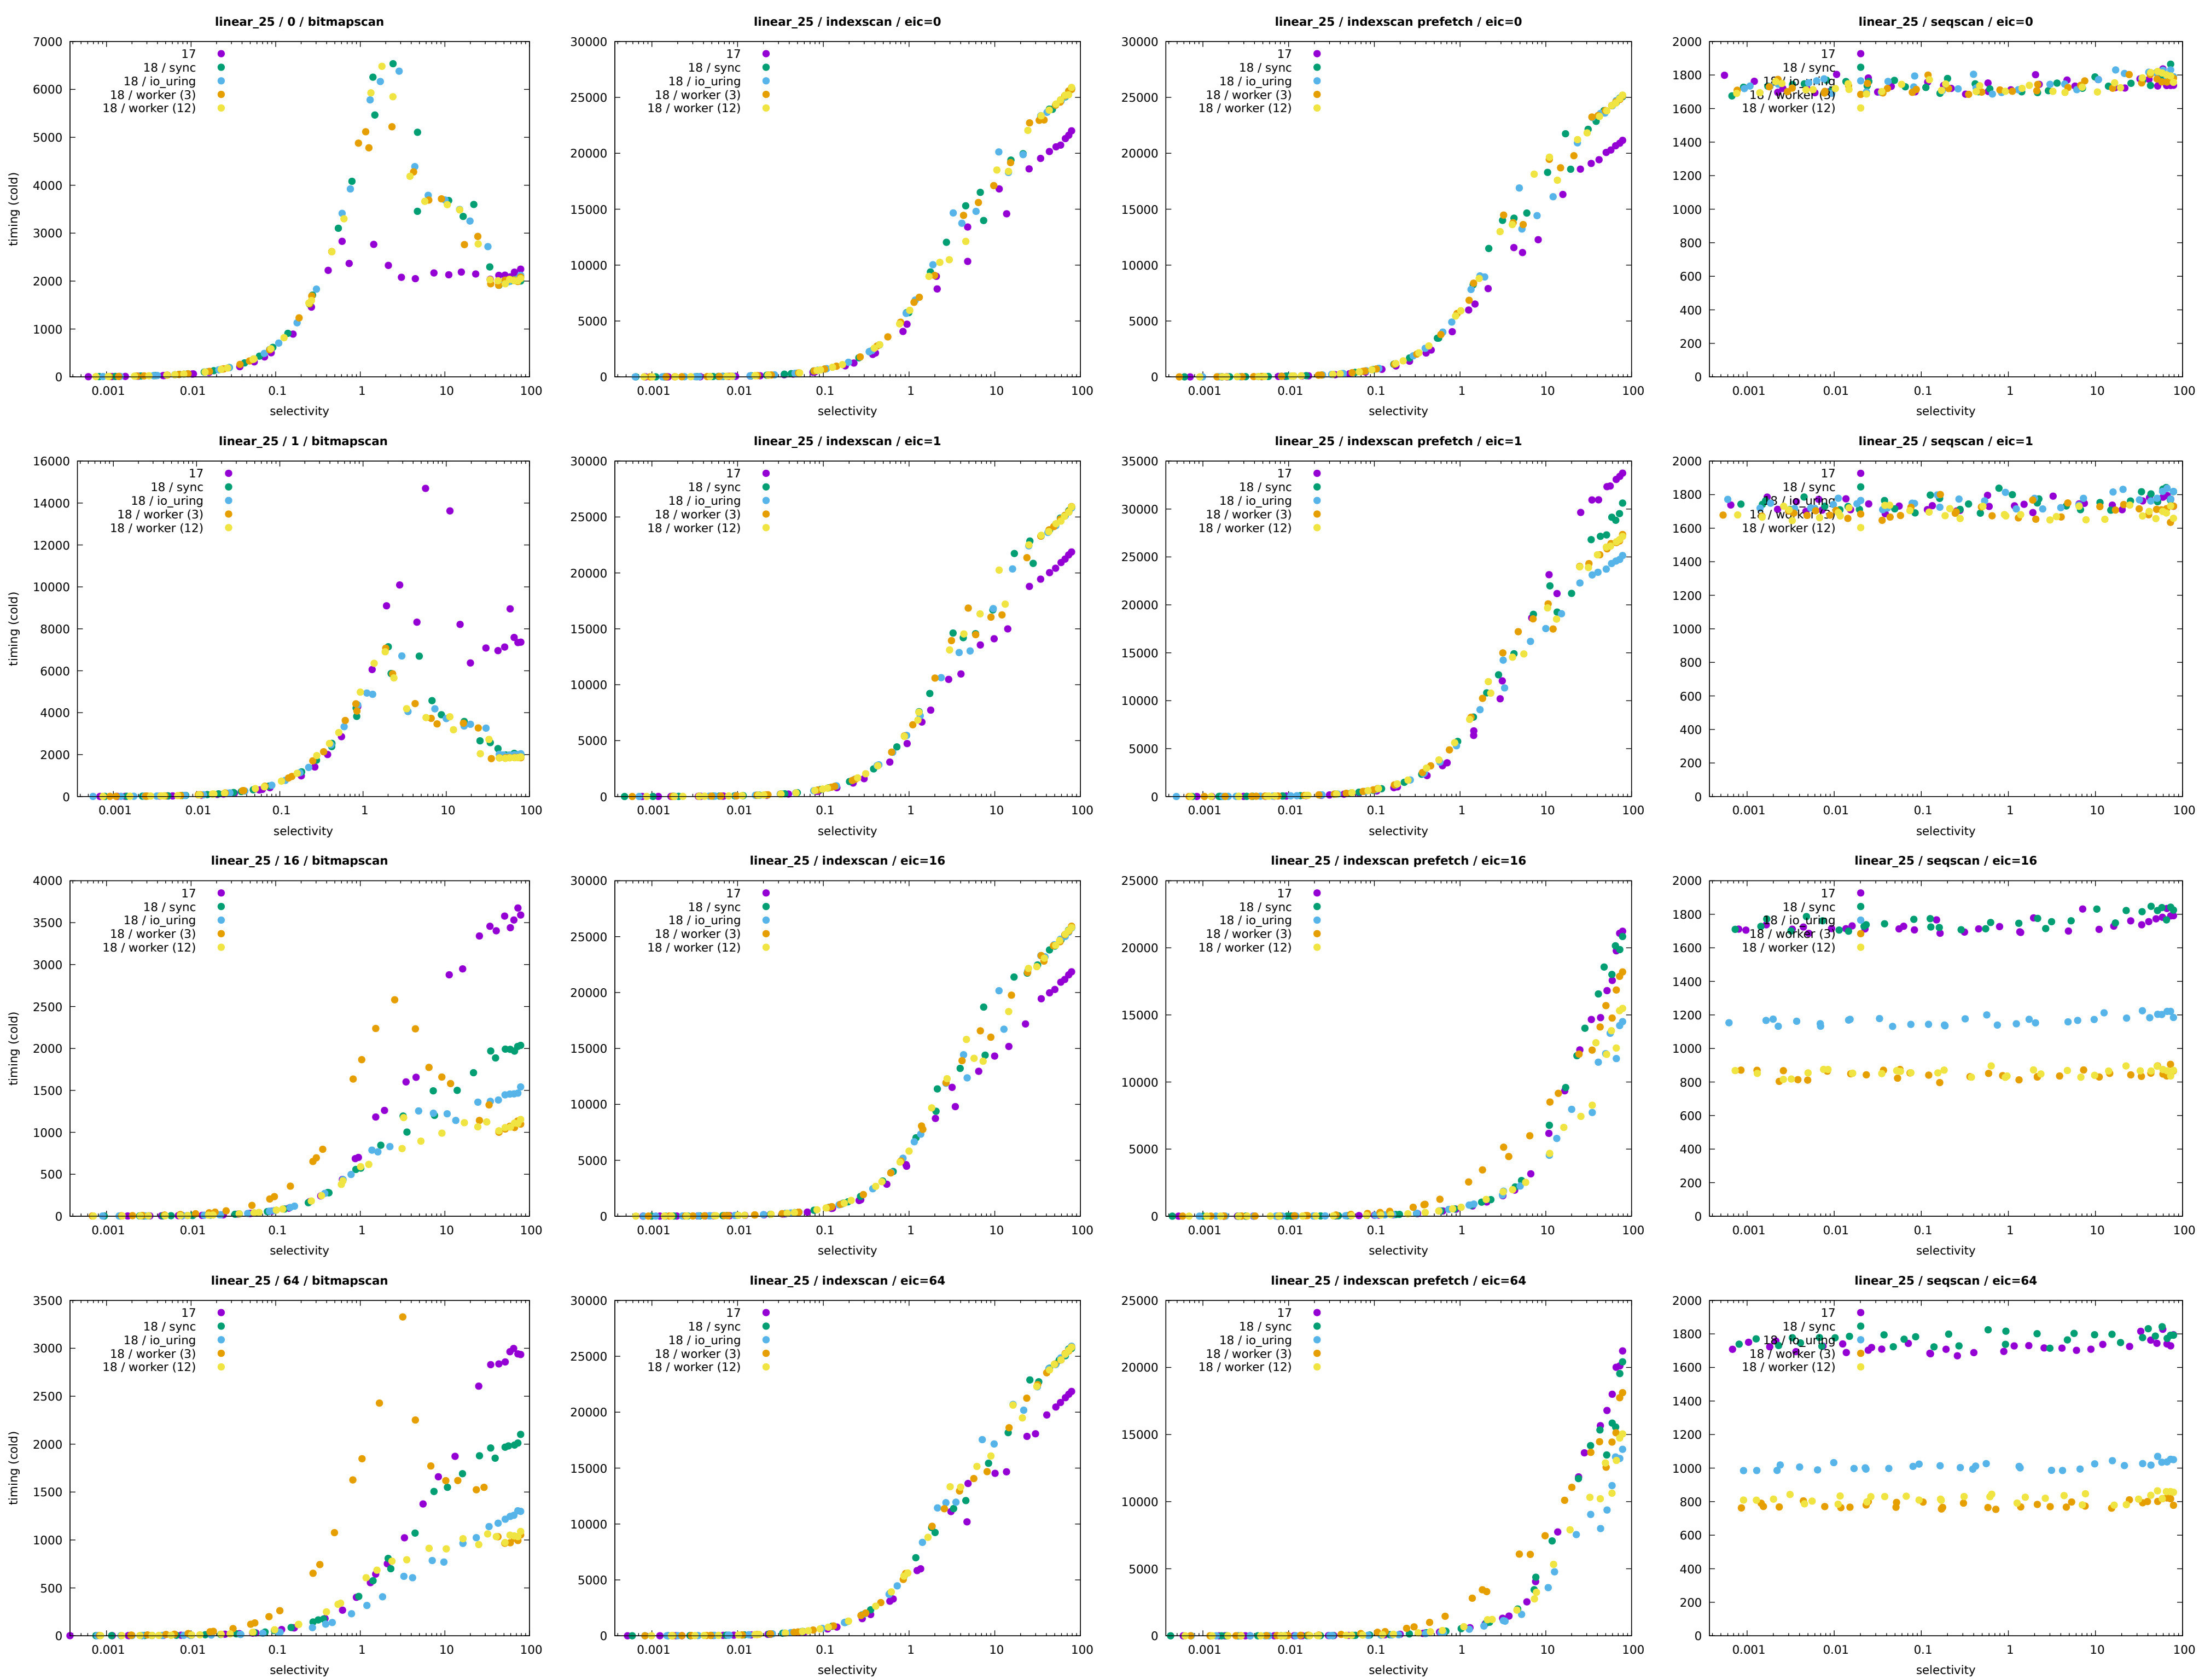 linear_25 / 0 / bitmapscan
7000
6000
5000
4000
3000
2000
1000
0
timing (cold)
17
18 / sync
18 / io_uring
18 / worker (3)
18 / worker (12)
0.001 0.01 0.1 1 10 100
selectivity
linear_25 / indexscan / eic=0
30000
25000
20000
15000
10000
5000
0
17
18 / sync
18 / io_uring
18 / worker (3)
18 / worker (12)
0.001 0.01 0.1 1 10 100
selectivity
linear_25 / indexscan prefetch / eic=0
30000
25000
20000
15000
10000
5000
0
17
18 / sync
18 / io_uring
18 / worker (3)
18 / worker (12)
0.001 0.01 0.1 1 10 100
selectivity
linear_25 / seqscan / eic=0
2000
1800
1600
1400
1200
1000
800
600
400
200
0
17
18 / sync
18 / io_uring
18 / worker (3)
18 / worker (12)
0.001 0.01 0.1 1 10 100
selectivity
linear_25 / 1 / bitmapscan
16000
14000
12000
10000
8000
6000
4000
2000
0
timing (cold)
17
18 / sync
18 / io_uring
18 / worker (3)
18 / worker (12)
0.001 0.01 0.1 1 10 100
selectivity
linear_25 / indexscan / eic=1
30000
25000
20000
15000
10000
5000
0
17
18 / sync
18 / io_uring
18 / worker (3)
18 / worker (12)
0.001 0.01 0.1 1 10 100
selectivity
linear_25 / indexscan prefetch / eic=1
35000
30000
25000
20000
15000
10000
5000
0
17
18 / sync
18 / io_uring
18 / worker (3)
18 / worker (12)
0.001 0.01 0.1 1 10 100
selectivity
linear_25 / seqscan / eic=1
2000
1800
1600
1400
1200
1000
800
600
400
200
0
17
18 / sync
18 / io_uring
18 / worker (3)
18 / worker (12)
0.001 0.01 0.1 1 10 100
selectivity
linear_25 / 16 / bitmapscan
4000
3500
3000
2500
2000
1500
1000
500
0
timing (cold)
17
18 / sync
18 / io_uring
18 / worker (3)
18 / worker (12)
0.001 0.01 0.1 1 10 100
selectivity
linear_25 / indexscan / eic=16
30000
25000
20000
15000
10000
5000
0
17
18 / sync
18 / io_uring
18 / worker (3)
18 / worker (12)
0.001 0.01 0.1 1 10 100
selectivity
linear_25 / indexscan prefetch / eic=16
25000
20000
15000
10000
5000
0
17
18 / sync
18 / io_uring
18 / worker (3)
18 / worker (12)
0.001 0.01 0.1 1 10 100
selectivity
linear_25 / seqscan / eic=16
2000
1800
1600
1400
1200
1000
800
600
400
200
0
17
18 / sync
18 / io_uring
18 / worker (3)
18 / worker (12)
0.001 0.01 0.1 1 10 100
selectivity
linear_25 / 64 / bitmapscan
3500
3000
2500
2000
1500
1000
500
0
timing (cold)
17
18 / sync
18 / io_uring
18 / worker (3)
18 / worker (12)
0.001 0.01 0.1 1 10 100
selectivity
linear_25 / indexscan / eic=64
30000
25000
20000
15000
10000
5000
0
17
18 / sync
18 / io_uring
18 / worker (3)
18 / worker (12)
0.001 0.01 0.1 1 10 100
selectivity
linear_25 / indexscan prefetch / eic=64
25000
20000
15000
10000
5000
0
17
18 / sync
18 / io_uring
18 / worker (3)
18 / worker (12)
0.001 0.01 0.1 1 10 100
selectivity
linear_25 / seqscan / eic=64
2000
1800
1600
1400
1200
1000
800
600
400
200
0
17
18 / sync
18 / io_uring
18 / worker (3)
18 / worker (12)
0.001 0.01 0.1 1 10 100
selectivity